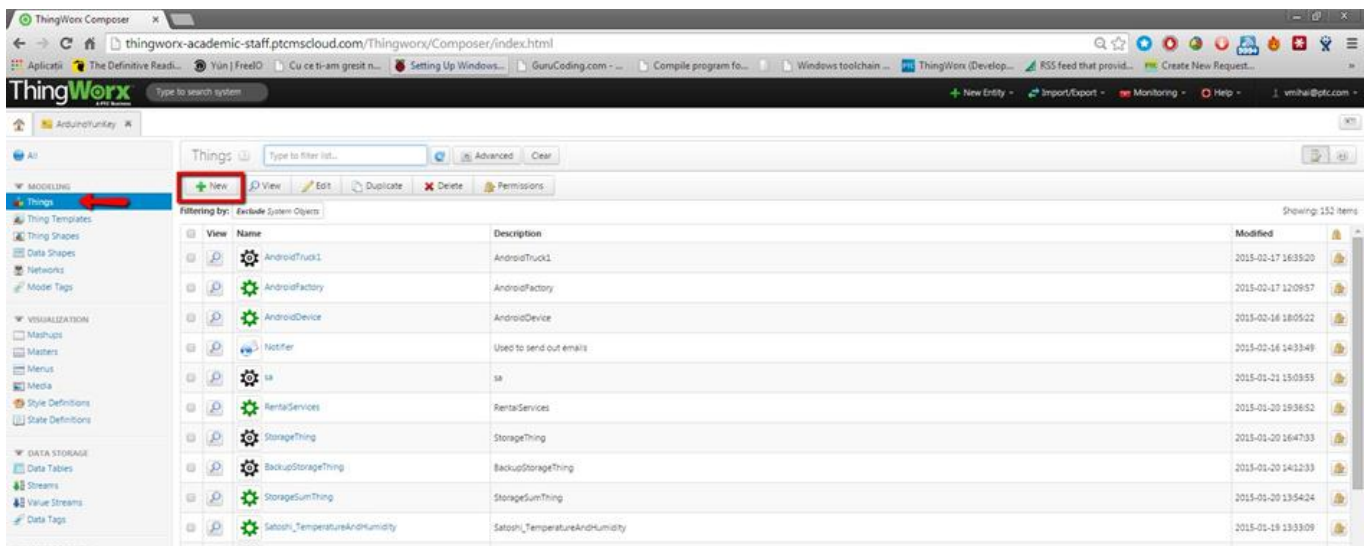 ThingWorx Composer
thingworx-academic-staff.ptcmscloud.com/Thingworx/Composer/index.html
Aplicații The Definitive Readi... Yún | FreeIO Cu ce ti-am gresit n... Setting Up Windows... GuruCoding.com - ... Compile program fo... Windows toolchain ... ThingWorx (Develop... RSS feed that provid... Create New Request...
ThingWorx Type to search system New Entity Import/Export Monitoring Help vmihai@ptc.com
A PTC Business
ArduinoYunKey
All
Things Type to filter list... Advanced Clear
MODELING
New View Edit Duplicate Delete Permissions
Things
Filtering by: Exclude System Objects Showing: 152 items
Thing Templates
Thing Shapes
Data Shapes
Networks
Model Tags
VISUALIZATION
Mashups
Masters
Menus
Media
Style Definitions
State Definitions
DATA STORAGE
Data Tables
Streams
Value Streams
Data Tags
View Name Description Modified
AndroidTruck1 AndroidTruck1 2015-02-17 16:35:20
AndroidFactory AndroidFactory 2015-02-17 12:09:57
AndroidDevice AndroidDevice 2015-02-16 18:05:22
Notifier Used to send out emails 2015-02-16 14:33:49
sa sa 2015-01-21 15:03:55
RentalServices RentalServices 2015-01-20 19:36:52
StorageThing StorageThing 2015-01-20 16:47:33
BackupStorageThing BackupStorageThing 2015-01-20 14:12:33
StorageSumThing StorageSumThing 2015-01-20 13:54:24
Satoshi_TemperatureAndHumidity Satoshi_TemperatureAndHumidity 2015-01-19 13:33:09